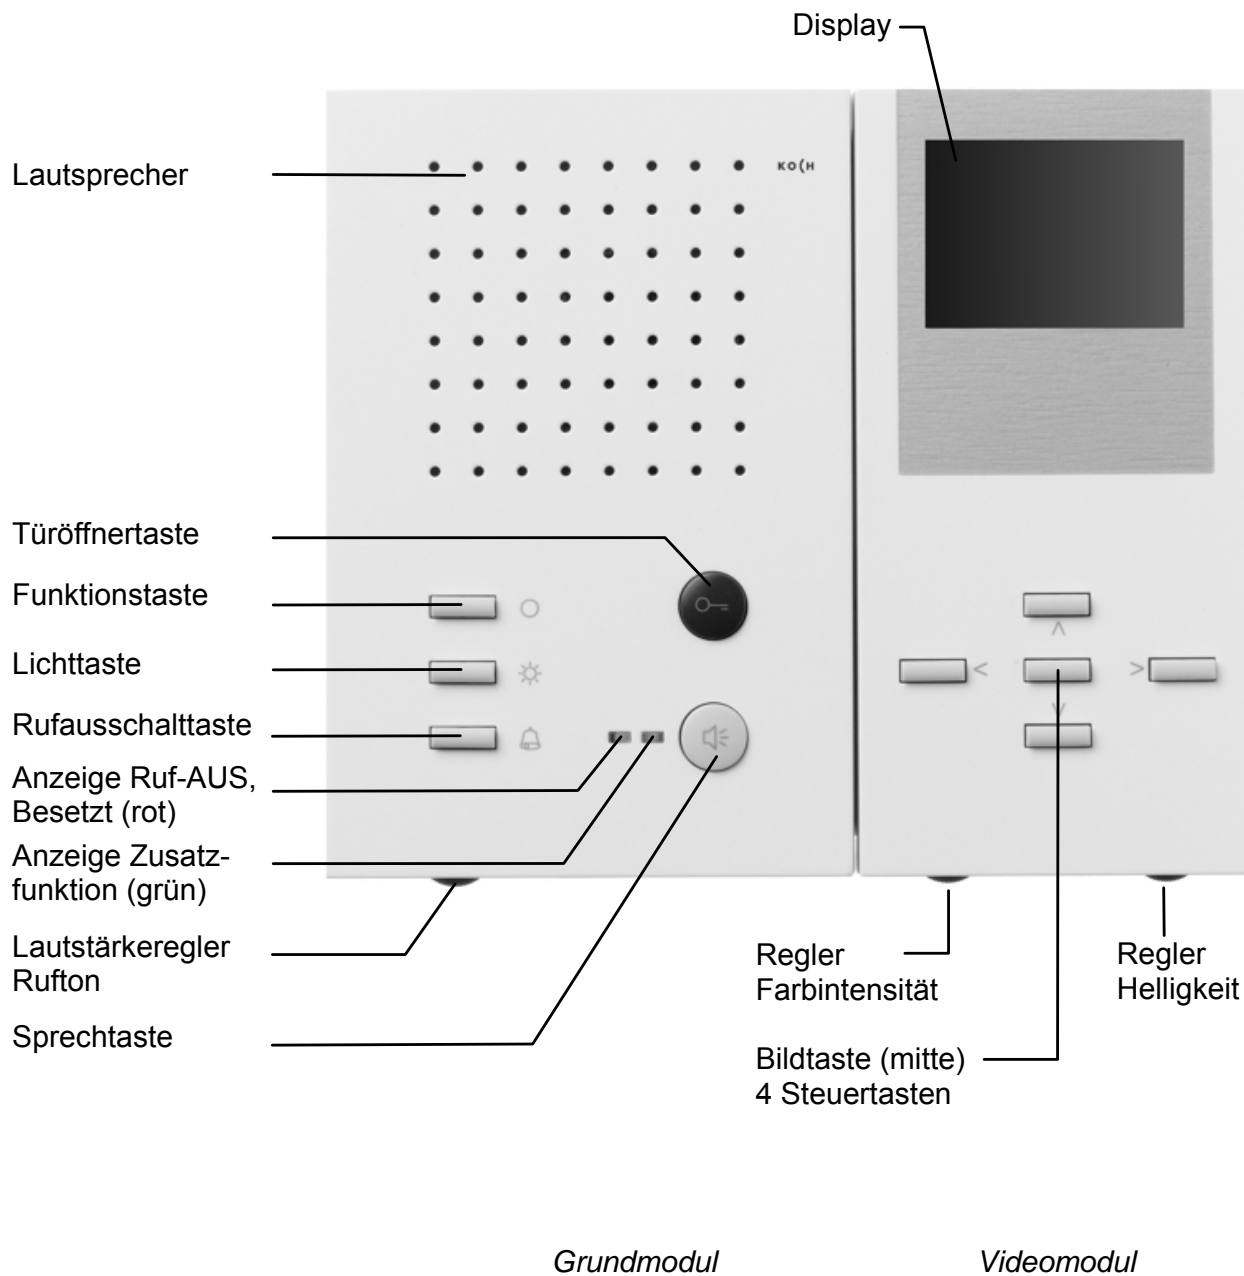 Display
Lautsprecher
KOCH
Türöffnertaste
Funktionstaste
Lichttaste
Rufausschalttaste
Anzeige Ruf-AUS,
Besetzt (rot)
Anzeige Zusatz-
funktion (grün)
Lautstärkeregler
Rufton
Sprechtaste
Regler
Farbintensität
Regler
Helligkeit
Bildtaste (mitte)
4 Steuertasten
Grundmodul
Videomodul